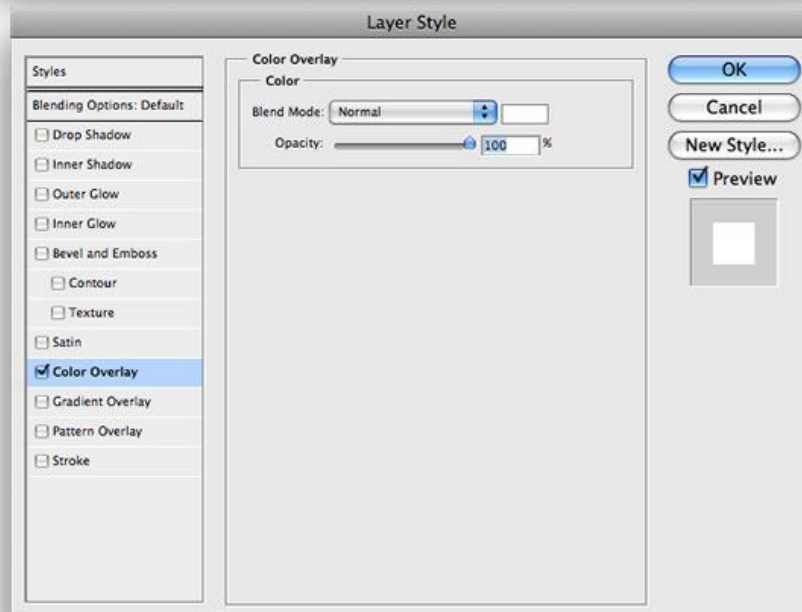 Layer Style
Styles
Blending Options: Default
Drop Shadow
Inner Shadow
Outer Glow
Inner Glow
Bevel and Emboss
Contour
Texture
Satin
Color Overlay
Gradient Overlay
Pattern Overlay
Stroke
Color Overlay
Color
Blend Mode: Normal
Opacity: 100 %
OK
Cancel
New Style...
Preview